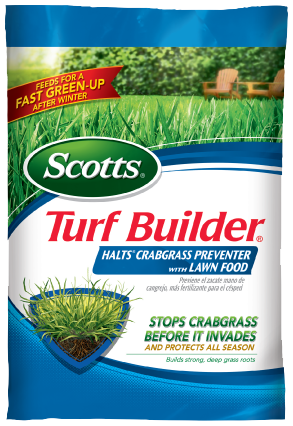 FEEDS FOR A
FAST GREEN-UP
AFTER WINTER
Scotts
Turf Builder®
HALTS® CRABGRASS PREVENTER
WITH LAWN FOOD
Previene el zacate mano de
cangrejo, más fertilizante para el césped
STOPS CRABGRASS
BEFORE IT INVADES
AND PROTECTS ALL SEASON
Builds strong, deep grass roots